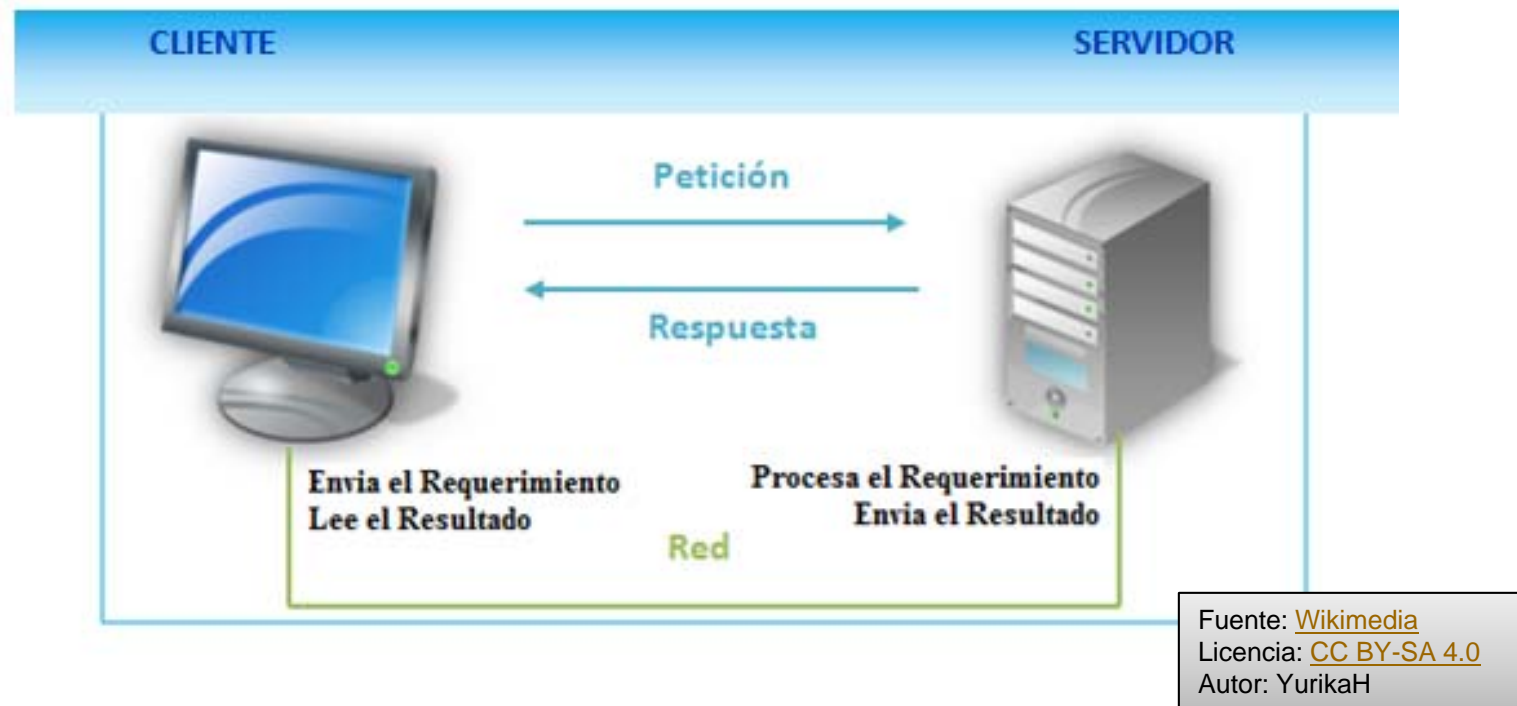 CLIENTE
SERVIDOR
Petición
Respuesta
Envia el Requerimiento
Lee el Resultado
Procesa el Requerimiento
Envia el Resultado
Red
Fuente: Wikimedia
Licencia: CC BY-SA 4.0
Autor: YurikaH